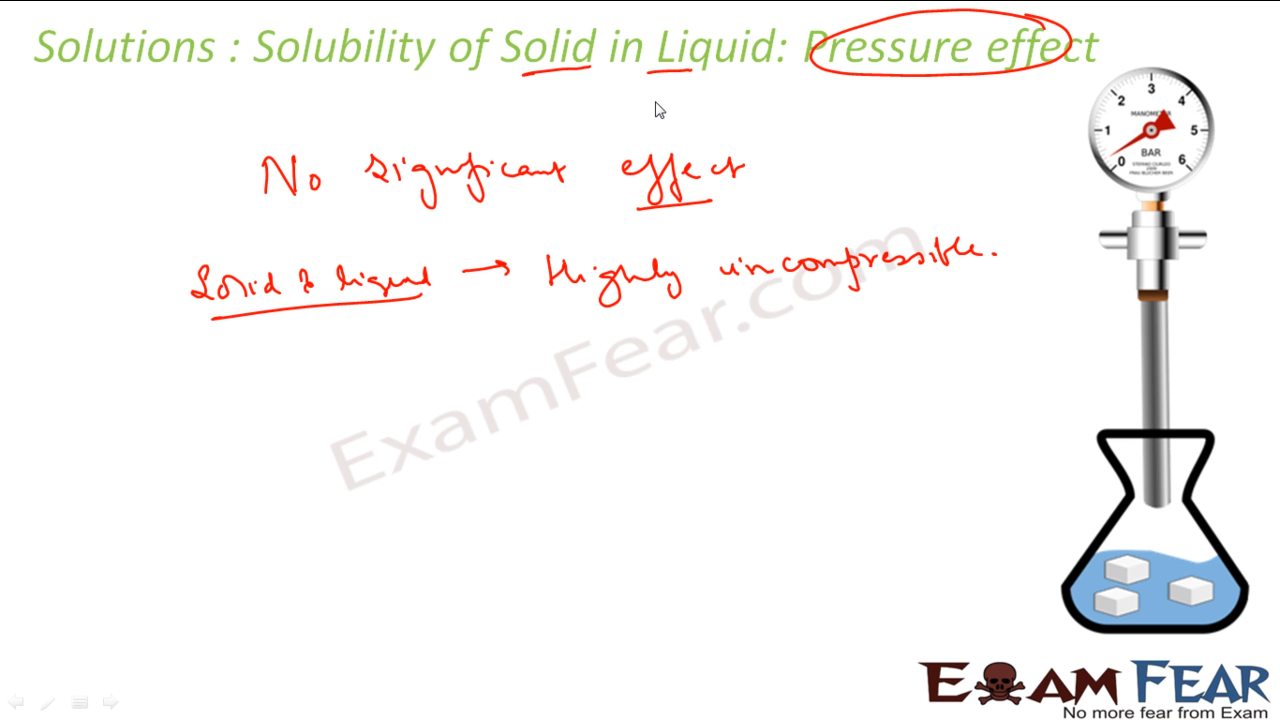 Solutions : Solubility of Solid in Liquid: Pressure effect
No significant effect
Solid & liquid → Highly incompressible.
ExamFear.com
0 1 2 3 4 5 6
MANOMETER
BAR
EXAM FEAR
No more fear from Exam